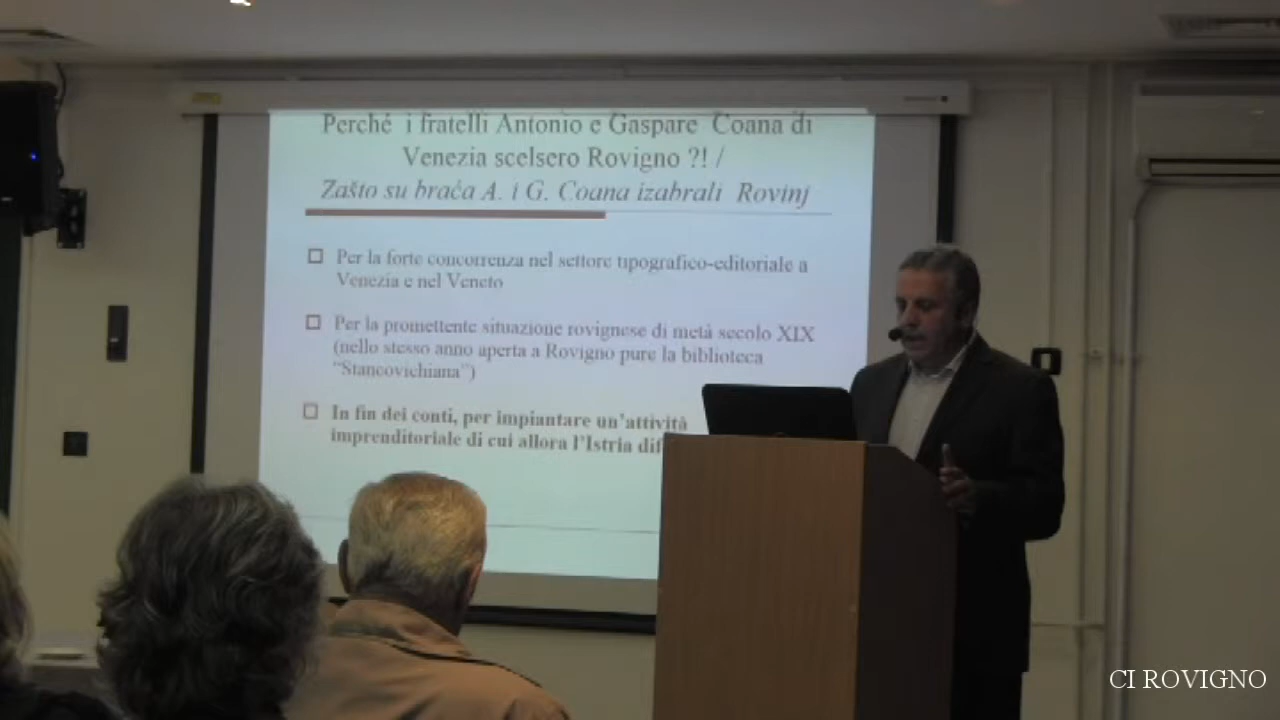 Perché i fratelli Antonio e Gaspare Coana di
Venezia scelsero Rovigno ?! /
Zašto su braća A. i G. Coana izabrali Rovinj
Per la forte concorrenza nel settore tipografico-editoriale a
Venezia e nel Veneto
Per la promettente situazione rovignese di metà secolo XIX
(nello stesso anno aperta a Rovigno pure la biblioteca
"Stancovichiana")
In fin dei conti, per impiantare un'attività
imprenditoriale di cui allora l'Istria dif
CI ROVIGNO